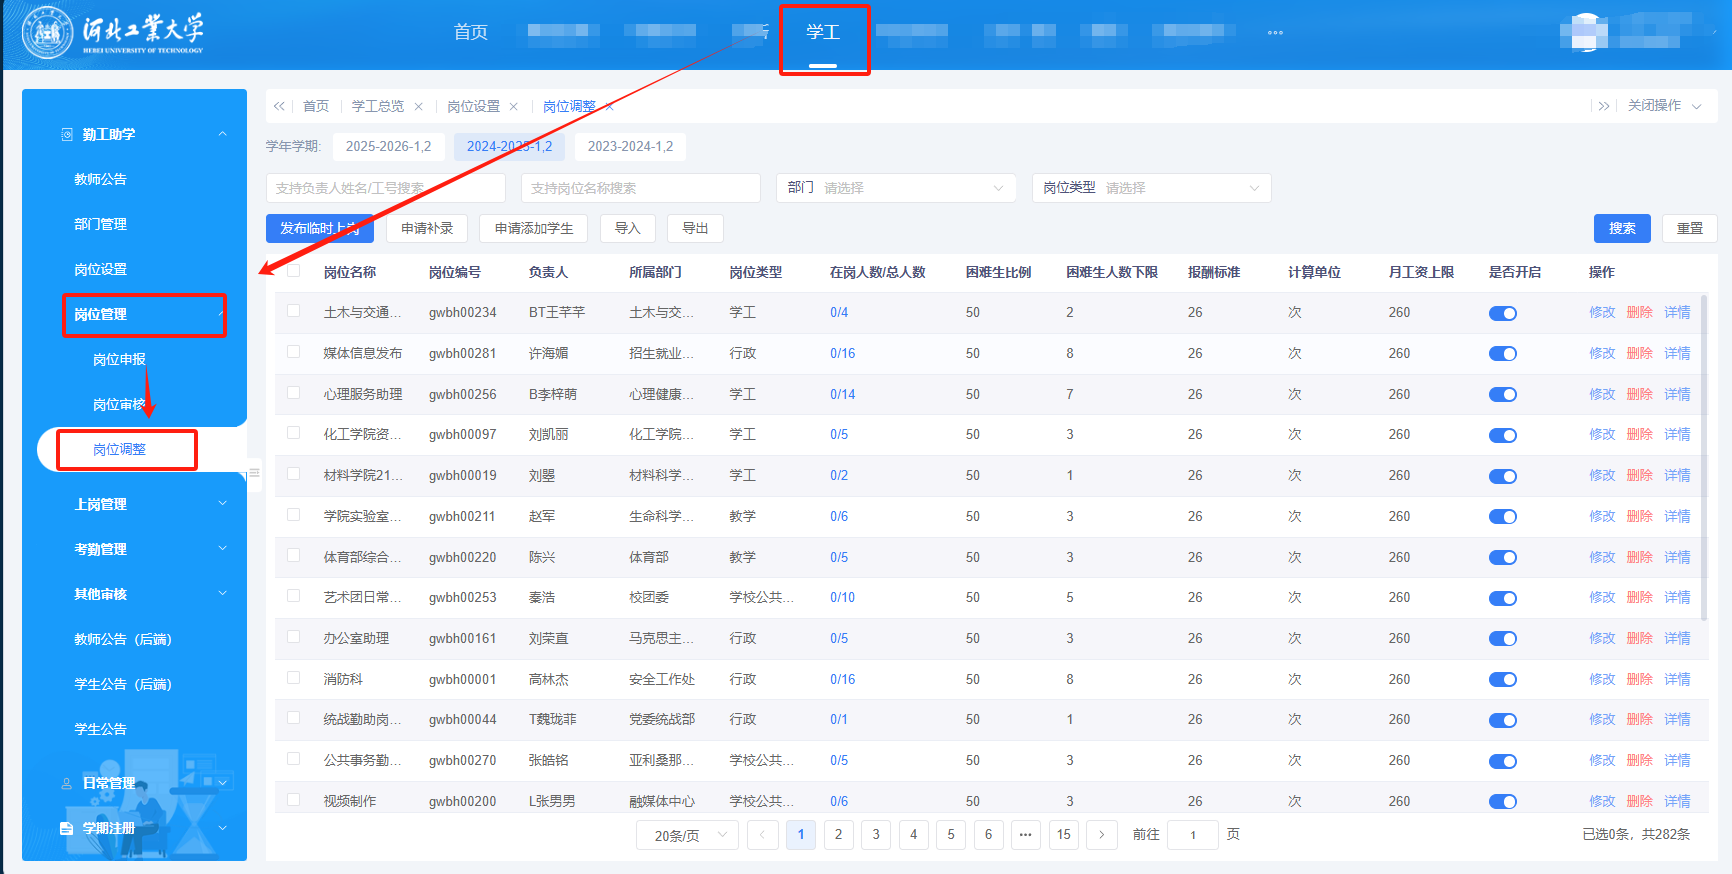 河北工業大学
HEBEI UNIVERSITY OF TECHNOLOGY
首页 学工 ...
勤工助学
教师公告
部门管理
岗位设置
岗位管理
岗位申报
岗位审核
岗位调整
上岗管理
考勤管理
其他审核
教师公告（后端）
学生公告（后端）
学生公告
日常管理
学期注册
首页 学工总览 岗位设置 岗位调整 关闭操作
学年学期: 2025-2026-1,2 2024-2025-1,2 2023-2024-1,2
支持负责人姓名/工号搜索 支持岗位名称搜索 部门 请选择 岗位类型 请选择
发布临时上岗 申请补录 申请添加学生 导入 导出 搜索 重置
岗位名称 岗位编号 负责人 所属部门 岗位类型 在岗人数/总人数 困难生比例 困难生人数下限 报酬标准 计算单位 月工资上限 是否开启 操作
土木与交通... gwbh00234 BT王芊芊 土木与交... 学工 0/4 50 2 26 次 260 修改 删除 详情
媒体信息发布 gwbh00281 许海媚 招生就业... 行政 0/16 50 8 26 次 260 修改 删除 详情
心理服务助理 gwbh00256 B李梓萌 心理健康... 学工 0/14 50 7 26 次 260 修改 删除 详情
化工学院资... gwbh00097 刘凯丽 化工学院... 学工 0/5 50 3 26 次 260 修改 删除 详情
材料学院21... gwbh00019 刘曌 材料科学... 学工 0/2 50 1 26 次 260 修改 删除 详情
学院实验室... gwbh00211 赵军 生命科学... 教学 0/6 50 3 26 次 260 修改 删除 详情
体育部综合... gwbh00220 陈兴 体育部 教学 0/5 50 3 26 次 260 修改 删除 详情
艺术团日常... gwbh00253 秦浩 校团委 学校公共... 0/10 50 5 26 次 260 修改 删除 详情
办公室助理 gwbh00161 刘荣直 马克思主... 行政 0/5 50 3 26 次 260 修改 删除 详情
消防科 gwbh00001 高林杰 安全工作处 行政 0/16 50 8 26 次 260 修改 删除 详情
统战勤助岗... gwbh00044 T魏珑菲 党委统战部 行政 0/1 50 1 26 次 260 修改 删除 详情
公共事务勤... gwbh00270 张皓铭 亚利桑那... 学校公共... 0/5 50 3 26 次 260 修改 删除 详情
视频制作 gwbh00200 L张男男 融媒体中心 学校公共... 0/6 50 3 26 次 260 修改 删除 详情
20条/页 1 2 3 4 5 6 ... 15 前往 1 页 已选0条，共282条